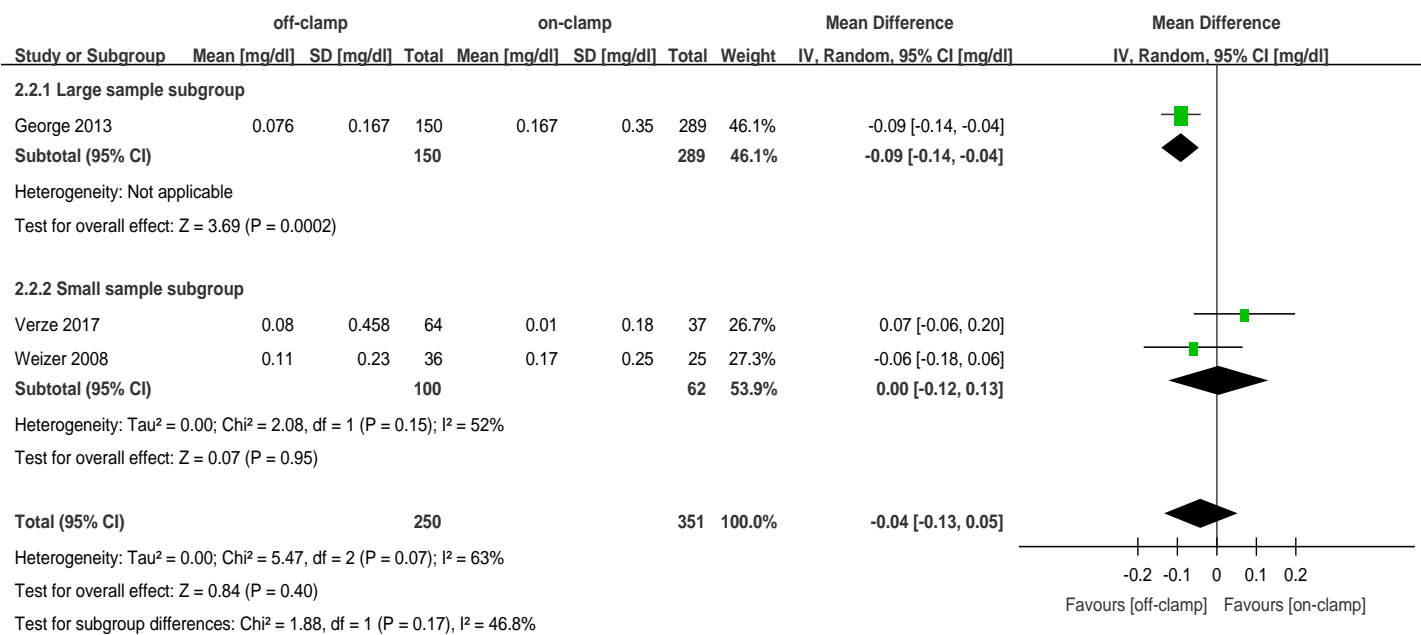 off-clamp on-clamp Mean Difference Mean Difference
Study or Subgroup Mean [mg/dl] SD [mg/dl] Total Mean [mg/dl] SD [mg/dl] Total Weight IV, Random, 95% CI [mg/dl] IV, Random, 95% CI [mg/dl]
2.2.1 Large sample subgroup
George 2013 0.076 0.167 150 0.167 0.35 289 46.1% -0.09 [-0.14, -0.04]
Subtotal (95% CI) 150 289 46.1% -0.09 [-0.14, -0.04]
Heterogeneity: Not applicable
Test for overall effect: Z = 3.69 (P = 0.0002)
2.2.2 Small sample subgroup
Verze 2017 0.08 0.458 64 0.01 0.18 37 26.7% 0.07 [-0.06, 0.20]
Weizer 2008 0.11 0.23 36 0.17 0.25 25 27.3% -0.06 [-0.18, 0.06]
Subtotal (95% CI) 100 62 53.9% 0.00 [-0.12, 0.13]
Heterogeneity: Tau² = 0.00; Chi² = 2.08, df = 1 (P = 0.15); I² = 52%
Test for overall effect: Z = 0.07 (P = 0.95)
Total (95% CI) 250 351 100.0% -0.04 [-0.13, 0.05]
Heterogeneity: Tau² = 0.00; Chi² = 5.47, df = 2 (P = 0.07); I² = 63%
Test for overall effect: Z = 0.84 (P = 0.40)
Test for subgroup differences: Chi² = 1.88, df = 1 (P = 0.17), I² = 46.8%
-0.2 -0.1 0 0.1 0.2
Favours [off-clamp] Favours [on-clamp]